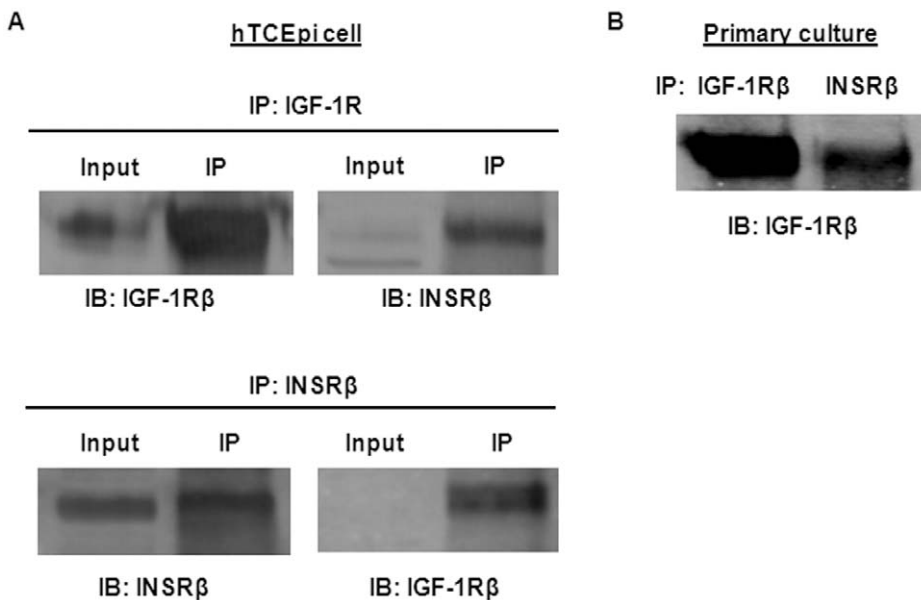 A
hTCEpi cell
IP: IGF-1R
Input IP Input IP
IB: IGF-1Rβ IB: INSRβ
IP: INSRβ
Input IP Input IP
IB: INSRβ IB: IGF-1Rβ
B
Primary culture
IP: IGF-1Rβ INSRβ
IB: IGF-1Rβ